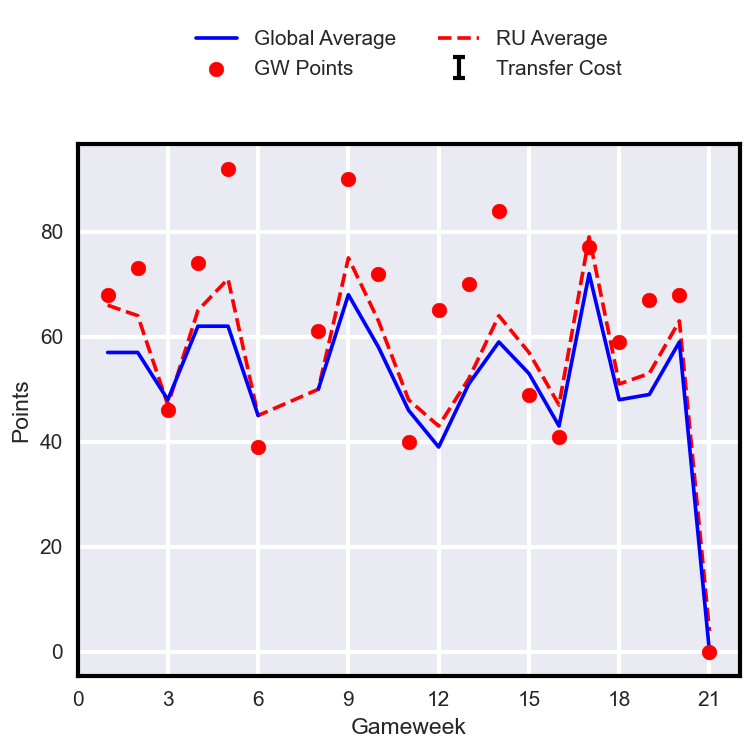 Global Average RU Average
GW Points Transfer Cost
80
60
40
20
0
Points
0 3 6 9 12 15 18 21
Gameweek